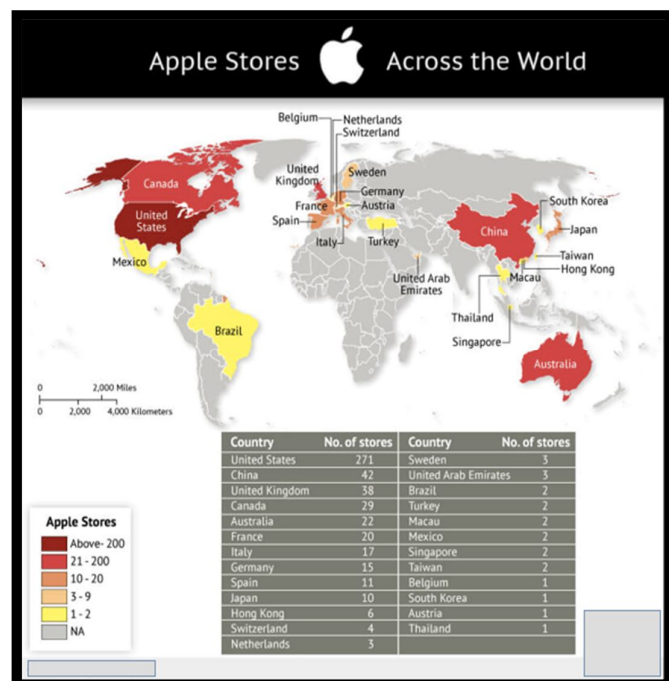 Apple Stores Across the World
Belgium
Netherlands
Switzerland
Sweden
United
Kingdom
Germany
France
Austria
Spain
Italy
Turkey
Canada
United
States
Mexico
Brazil
China
South Korea
Japan
Taiwan
Hong Kong
Macau
United Arab
Emirates
Thailand
Singapore
Australia
0 2,000 Miles
0 2,000 4,000 Kilometers
Country No. of stores Country No. of stores
United States 271 Sweden 3
China 42 United Arab Emirates 3
United Kingdom 38 Brazil 2
Canada 29 Turkey 2
Australia 22 Macau 2
France 20 Mexico 2
Italy 17 Singapore 2
Germany 15 Taiwan 2
Spain 11 Belgium 1
Japan 10 South Korea 1
Hong Kong 6 Austria 1
Switzerland 4 Thailand 1
Netherlands 3
Apple Stores
Above- 200
21 - 200
10 - 20
3 - 9
1 - 2
NA